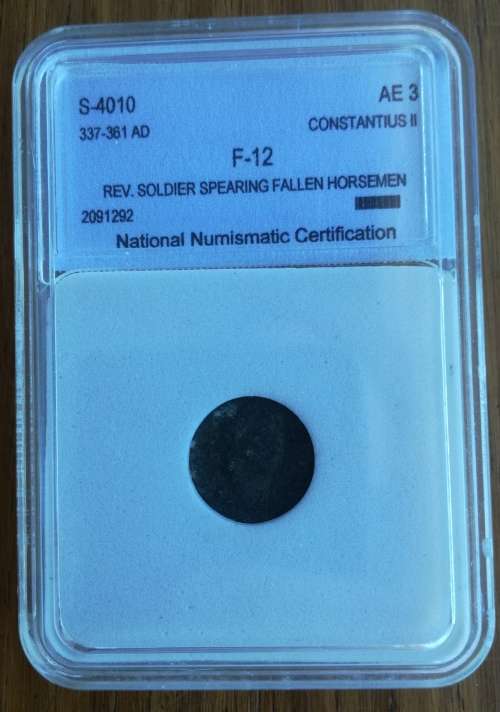 S-4010 AE 3
337-361 AD CONSTANTIUS II
F-12
REV. SOLDIER SPEARING FALLEN HORSEMEN
2091292
National Numismatic Certification